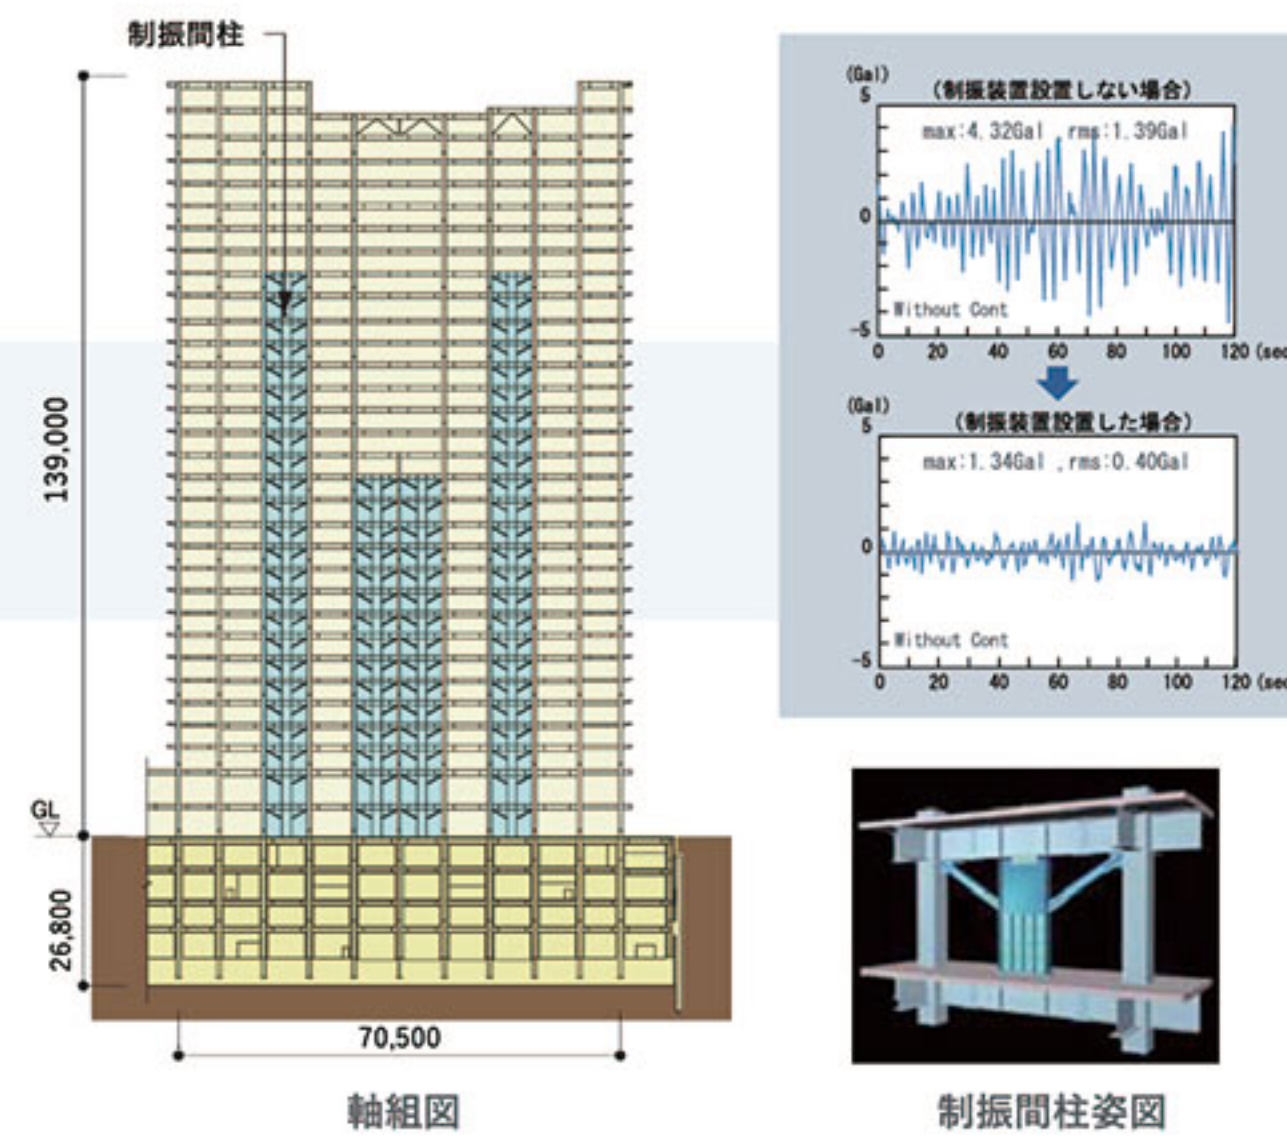 制振間柱
139,000
GL
26,800
70,500
軸組図
(Gal)
(制振装置設置しない場合)
5
max:4.32Gal , rms:1.39Gal
0
Without Cont
-5
0 20 40 60 80 100 120 (sec
(Gal)
(制振装置設置した場合)
5
max:1.34Gal ,rms:0.40Gal
0
Without Cont
-5
0 20 40 60 80 100 120 (sec
制振間柱姿図